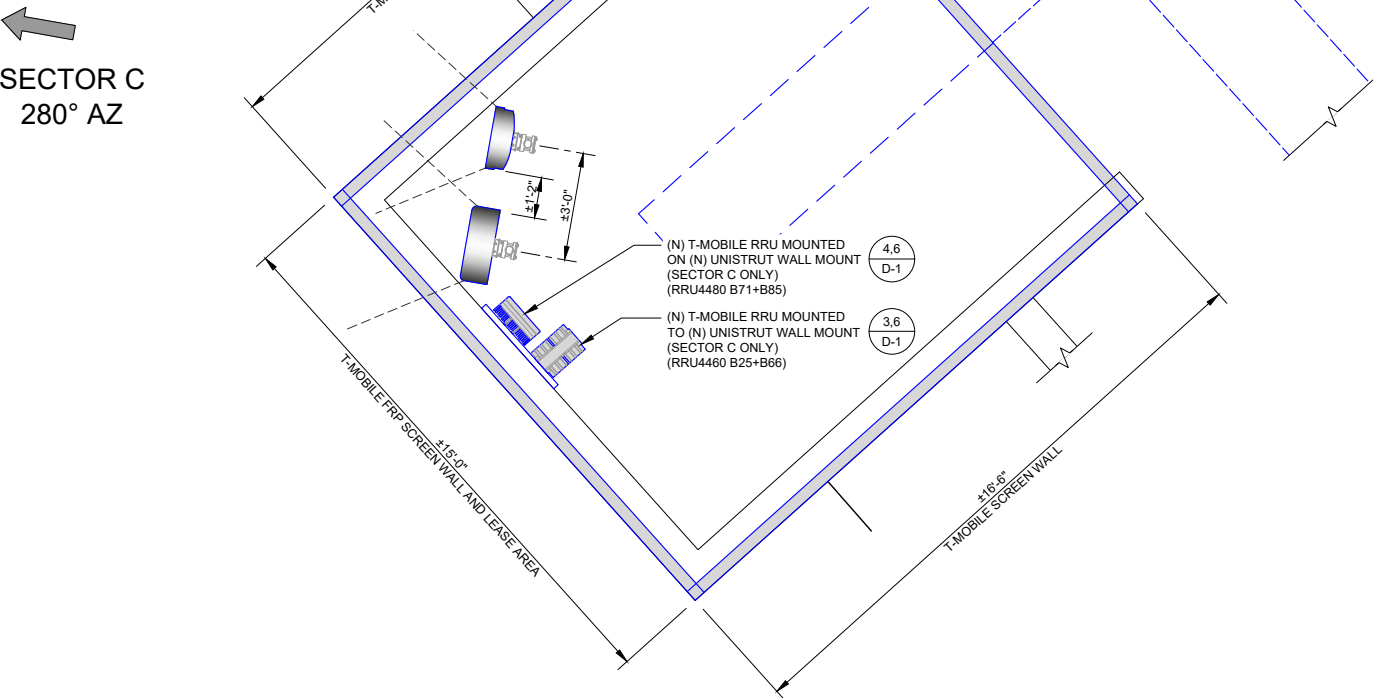 T-M
SECTOR C
280° AZ
±1'-2"
±3'-0"
(N) T-MOBILE RRU MOUNTED
ON (N) UNISTRUT WALL MOUNT
(SECTOR C ONLY)
(RRU4480 B71+B85)
4,6
D-1
(N) T-MOBILE RRU MOUNTED
TO (N) UNISTRUT WALL MOUNT
(SECTOR C ONLY)
(RRU4460 B25+B66)
3,6
D-1
±15'-0"
T-MOBILE FRP SCREEN WALL AND LEASE AREA
±16'-6"
T-MOBILE SCREEN WALL